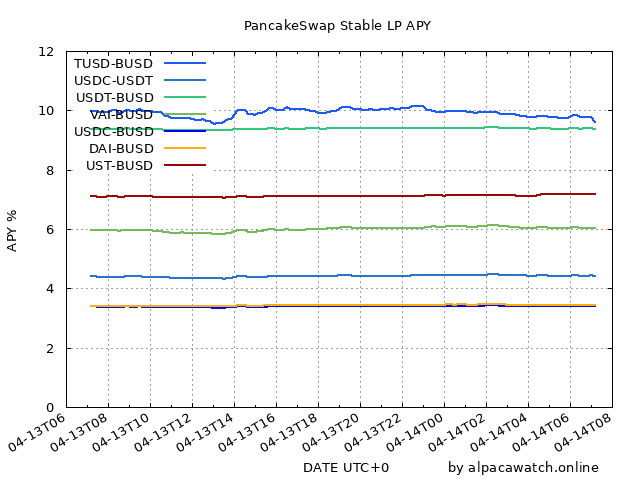 PancakeSwap Stable LP APY
12
10
8
6
4
2
0
APY %
TUSD-BUSD
USDC-USDT
USDT-BUSD
VAI-BUSD
USDC-BUSD
DAI-BUSD
UST-BUSD
04-13T06
04-13T08
04-13T10
04-13T12
04-13T14
04-13T16
04-13T18
04-13T20
04-13T22
04-14T00
04-14T02
04-14T04
04-14T06
04-14T08
DATE UTC+0
by alpacawatch.online